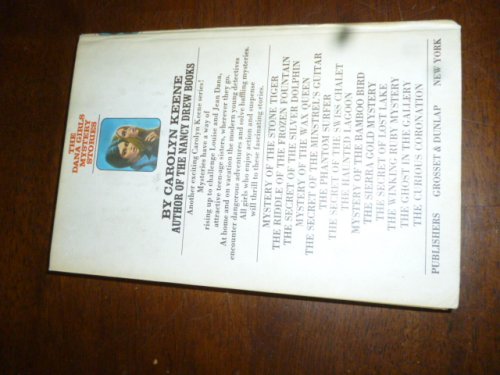 THE
DANA GIRLS
MYSTERY
STORIES
BY CAROLYN KEENE
AUTHOR OF THE NANCY DREW BOOKS
Another exciting Carolyn Keene series!
Mysteries have a way of
rising up to challenge Louise and Jean Dana,
attractive teen-age sisters, wherever they go.
At home and on vacation the modern young detectives
encounter dangerous adventures and solve baffling mysteries.
All girls who enjoy action and suspense
will thrill to these fascinating stories.
MYSTERY OF THE STONE TIGER
THE RIDDLE OF THE FROZEN FOUNTAIN
THE SECRET OF THE SILVER DOLPHIN
MYSTERY OF THE WAX QUEEN
THE SECRET OF THE MINSTREL'S GUITAR
THE PHANTOM SURFER
THE SECRET OF THE SWISS CHALET
THE HAUNTED LAGOON
MYSTERY OF THE BAMBOO BIRD
THE SIERRA GOLD MYSTERY
THE SECRET OF LOST LAKE
THE WINKING RUBY MYSTERY
THE GHOST IN THE GALLERY
THE CURIOUS CORONATION
PUBLISHERS GROSSET & DUNLAP NEW YORK